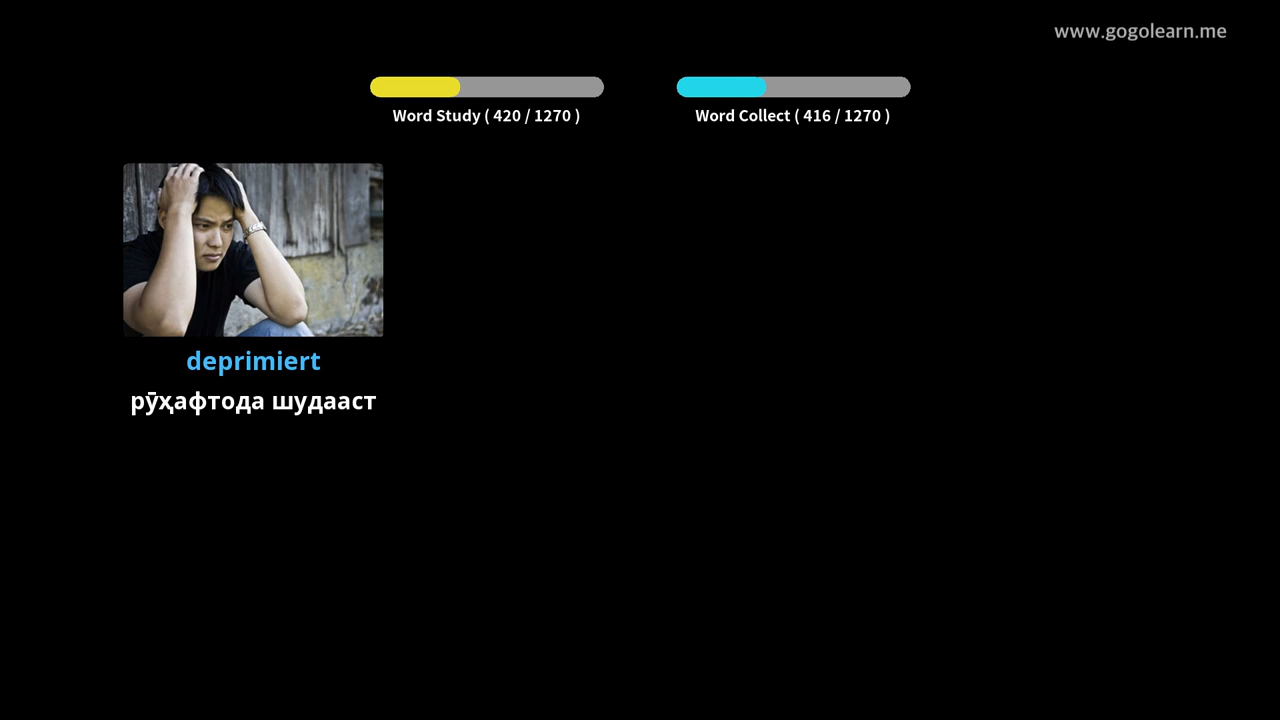 www.gogolearn.me
Word Study ( 420 / 1270 )
Word Collect ( 416 / 1270 )
deprimiert
рӯҳафтода шудааст